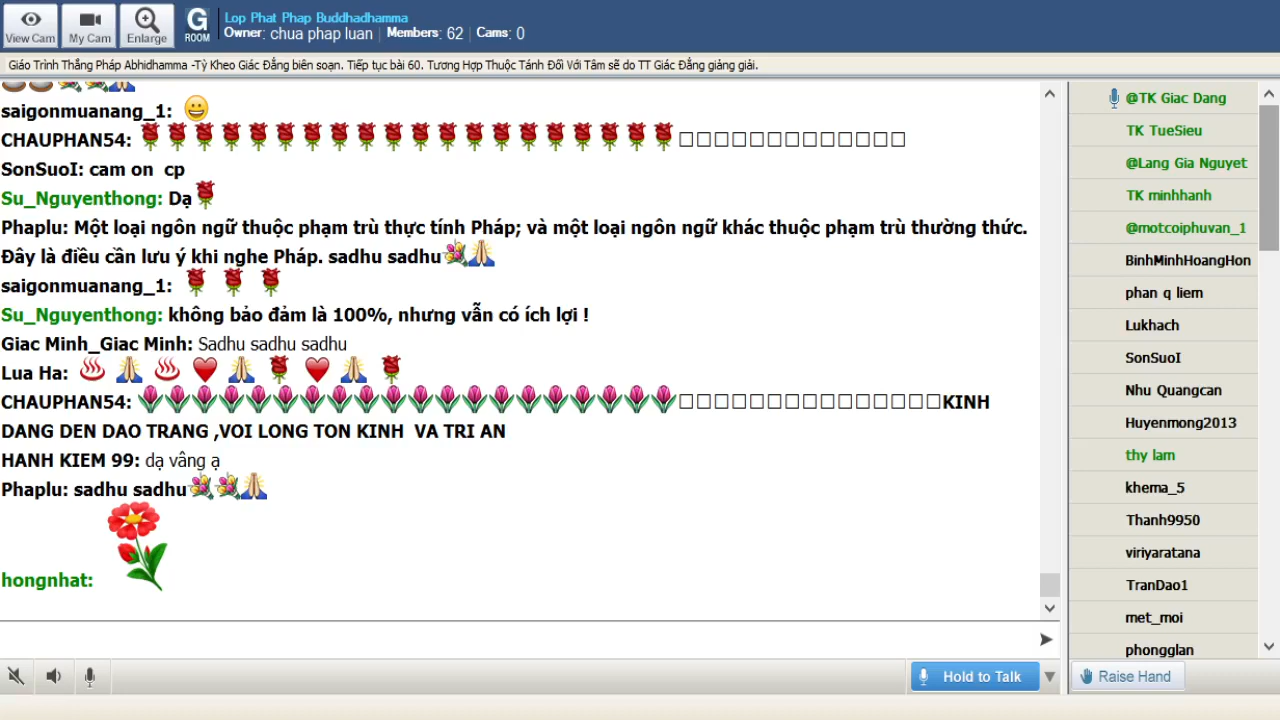 View Cam
My Cam
Enlarge
G
ROOM
Lop Phat Phap Buddhadhamma
Owner: chua phap luan | Members: 62 | Cams: 0
Giáo Trình Thắng Pháp Abhidhamma -Tỳ Kheo Giác Đẳng biên soạn. Tiếp tục bài 60. Tương Hợp Thuộc Tánh Đối Với Tâm sẽ do TT Giác Đẳng giảng giải.
saigonmuanang_1:
CHAUPHAN54:
SonSuoI: cam on cp
Su_Nguyenthong: Dạ
Phaplu: Một loại ngôn ngữ thuộc phạm trù thực tính Pháp; và một loại ngôn ngữ khác thuộc phạm trù thường thức.
Đây là điều cần lưu ý khi nghe Pháp. sadhu sadhu
saigonmuanang_1:
Su_Nguyenthong: không bảo đảm là 100%, nhưng vẫn có ích lợi !
Giac Minh_Giac Minh: Sadhu sadhu sadhu
Lua Ha:
CHAUPHAN54: KINH
DANG DEN DAO TRANG ,VOI LONG TON KINH VA TRI AN
HANH KIEM 99: dạ vâng ạ
Phaplu: sadhu sadhu
hongnhat:
@TK Giac Dang
TK TueSieu
@Lang Gia Nguyet
TK minhhanh
@motcoiphuvan_1
BinhMinhHoangHon
phan q liem
Lukhach
SonSuoI
Nhu Quangcan
Huyenmong2013
thy lam
khema_5
Thanh9950
viriyaratana
TranDao1
met_moi
phongglan
Hold to Talk
Raise Hand